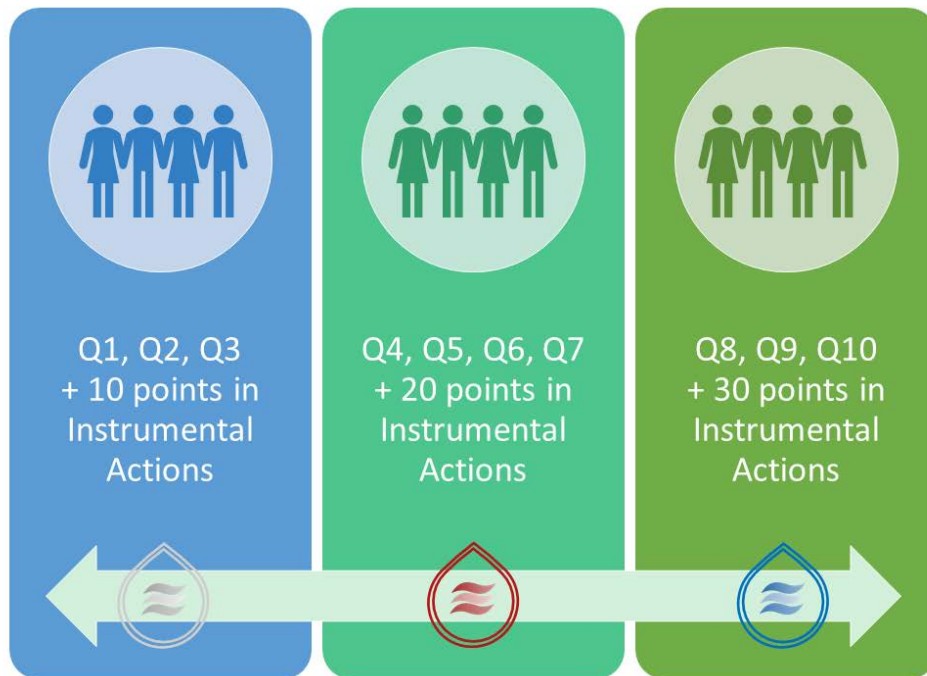 Q1, Q2, Q3
+ 10 points in
Instrumental
Actions
Q4, Q5, Q6, Q7
+ 20 points in
Instrumental
Actions
Q8, Q9, Q10
+ 30 points in
Instrumental
Actions